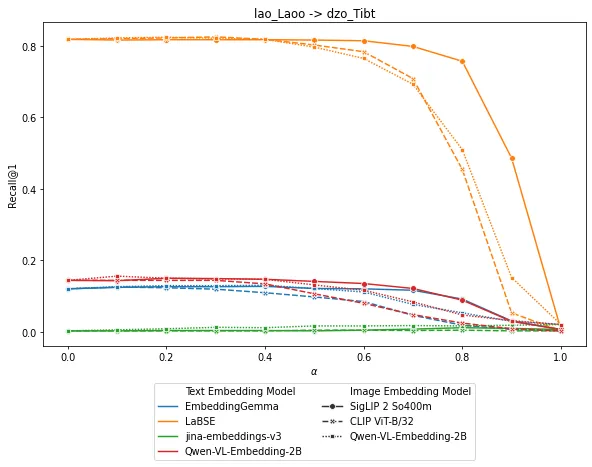 lao_Laoo -> dzo_Tibt
Recall@1
0.8
0.6
0.4
0.2
0.0
0.0 0.2 0.4 0.6 0.8 1.0
α
Text Embedding Model Image Embedding Model
EmbeddingGemma SigLIP 2 So400m
LaBSE CLIP ViT-B/32
jina-embeddings-v3 Qwen-VL-Embedding-2B
Qwen-VL-Embedding-2B